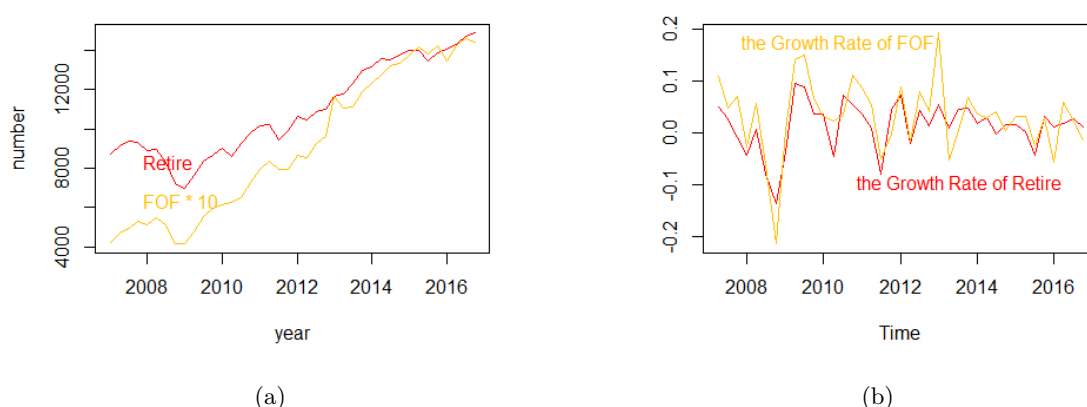 number
4000
8000
12000
Retire
FOF * 10
2008
2010
2012
2014
2016
year
(a)
-0.2
-0.1
0.0
0.1
0.2
the Growth Rate of FOF
the Growth Rate of Retire
2008
2010
2012
2014
2016
Time
(b)